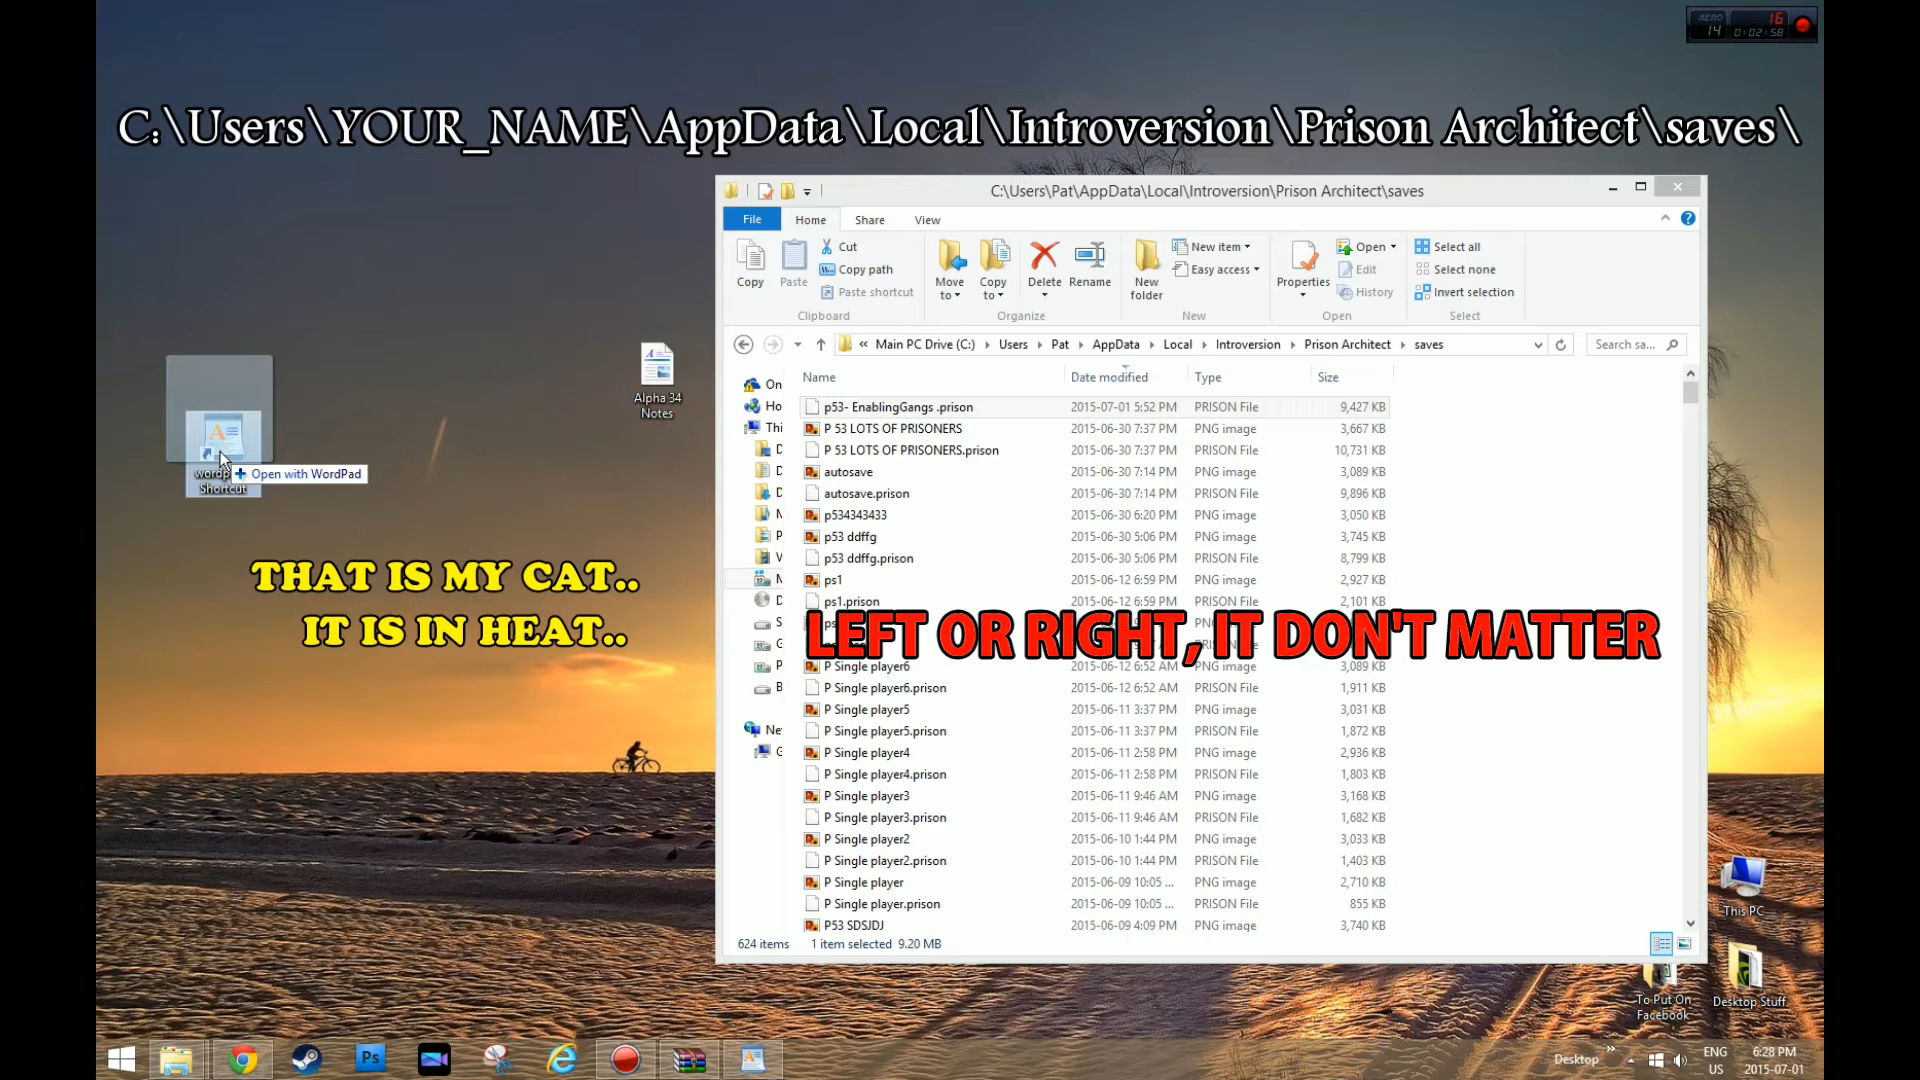 AERO
14
16
0:02:58
C:\Users\YOUR_NAME\AppData\Local\Introversion\Prison Architect\saves\
C:\Users\Pat\AppData\Local\Introversion\Prison Architect\saves
File Home Share View
Copy
Paste
Cut
Copy path
Paste shortcut
Clipboard
Move to
Copy to
Delete
Rename
Organize
New folder
New item
Easy access
New
Properties
Open
Edit
History
Open
Select all
Select none
Invert selection
Select
« Main PC Drive (C:) Users Pat AppData Local Introversion Prison Architect saves
Search sa...
Name Date modified Type Size
On
Ho
Thi
Ne
p53- EnablingGangs .prison 2015-07-01 5:52 PM PRISON File 9,427 KB
P 53 LOTS OF PRISONERS 2015-06-30 7:37 PM PNG image 3,667 KB
P 53 LOTS OF PRISONERS.prison 2015-06-30 7:37 PM PRISON File 10,731 KB
autosave 2015-06-30 7:14 PM PNG image 3,089 KB
autosave.prison 2015-06-30 7:14 PM PRISON File 9,896 KB
p534343433 2015-06-30 6:20 PM PNG image 3,050 KB
p53 ddffg 2015-06-30 5:06 PM PNG image 3,745 KB
p53 ddffg.prison 2015-06-30 5:06 PM PRISON File 8,799 KB
ps1 2015-06-12 6:59 PM PNG image 2,927 KB
ps1.prison 2015-06-12 6:59 PM PRISON File 2,101 KB
LEFT OR RIGHT, IT DON'T MATTER
P Single player6 2015-06-12 6:52 AM PNG image 3,089 KB
P Single player6.prison 2015-06-12 6:52 AM PRISON File 1,911 KB
P Single player5 2015-06-11 3:37 PM PNG image 3,031 KB
P Single player5.prison 2015-06-11 3:37 PM PRISON File 1,872 KB
P Single player4 2015-06-11 2:58 PM PNG image 2,936 KB
P Single player4.prison 2015-06-11 2:58 PM PRISON File 1,803 KB
P Single player3 2015-06-11 9:46 AM PNG image 3,168 KB
P Single player3.prison 2015-06-11 9:46 AM PRISON File 1,682 KB
P Single player2 2015-06-10 1:44 PM PNG image 3,033 KB
P Single player2.prison 2015-06-10 1:44 PM PRISON File 1,403 KB
P Single player 2015-06-09 10:05 ... PNG image 2,710 KB
P Single player.prison 2015-06-09 10:05 ... PRISON File 855 KB
P53 SDSJDJ 2015-06-09 4:09 PM PNG image 3,740 KB
624 items 1 item selected 9.20 MB
Alpha 34
Notes
Open with WordPad
Shortcut
THAT IS MY CAT..
IT IS IN HEAT..
This PC
To Put On
Facebook
Desktop Stuff
Ps
Desktop
ENG
US
6:28 PM
2015-07-01